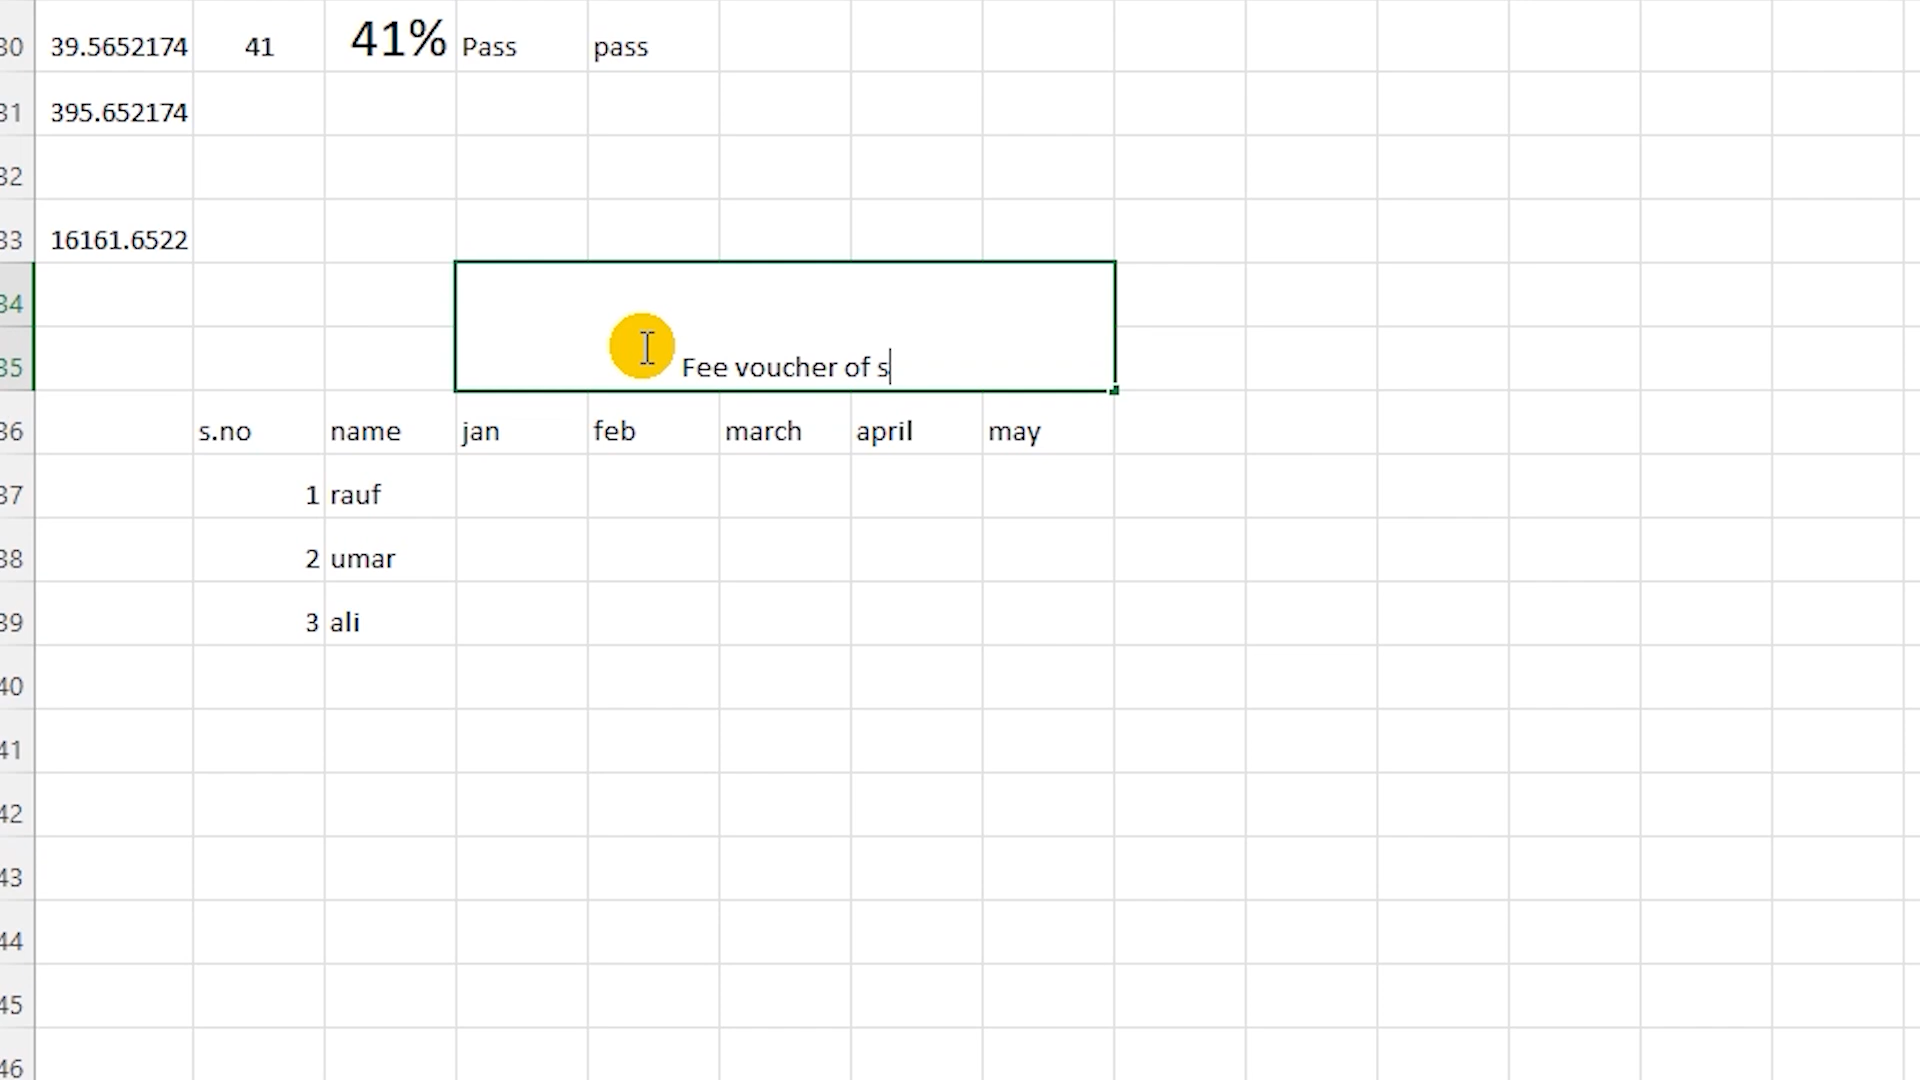 30 39.5652174 41 41% Pass pass
31 395.652174
32
33 16161.6522
34
35 Fee voucher of s
36 s.no name jan feb march april may
37 1 rauf
38 2 umar
39 3 ali
40
41
42
43
44
45
46